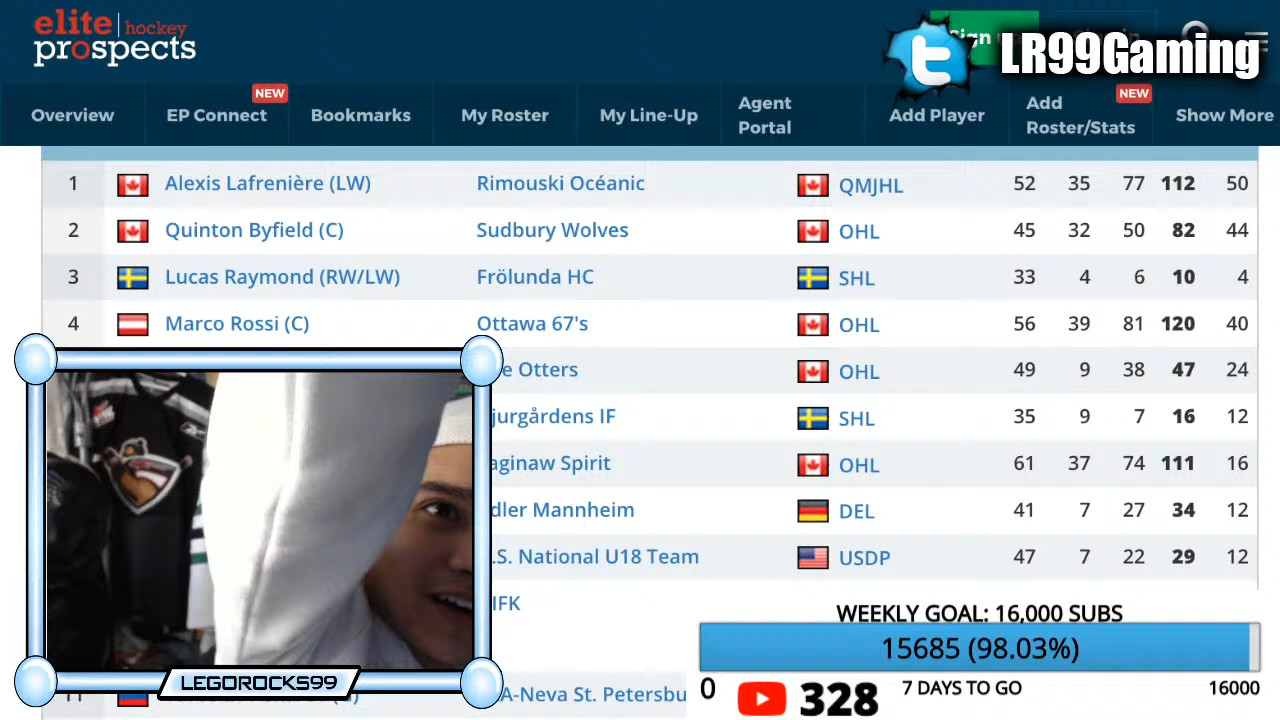 elite hockey
prospects
LR99Gaming
Overview
EP Connect
NEW
Bookmarks
My Roster
My Line-Up
Agent
Portal
Add Player
Add
Roster/Stats
NEW
Show More
1 Alexis Lafrenière (LW) Rimouski Océanic QMJHL 52 35 77 112 50
2 Quinton Byfield (C) Sudbury Wolves OHL 45 32 50 82 44
3 Lucas Raymond (RW/LW) Frölunda HC SHL 33 4 6 10 4
4 Marco Rossi (C) Ottawa 67's OHL 56 39 81 120 40
Otters OHL 49 9 38 47 24
jurgårdens IF SHL 35 9 7 16 12
aginaw Spirit OHL 61 37 74 111 16
dler Mannheim DEL 41 7 27 34 12
.S. National U18 Team USDP 47 7 22 29 12
IFK
A-Neva St. Petersbu
LEGOROCKS99
WEEKLY GOAL: 16,000 SUBS
15685 (98.03%)
0 328 7 DAYS TO GO 16000